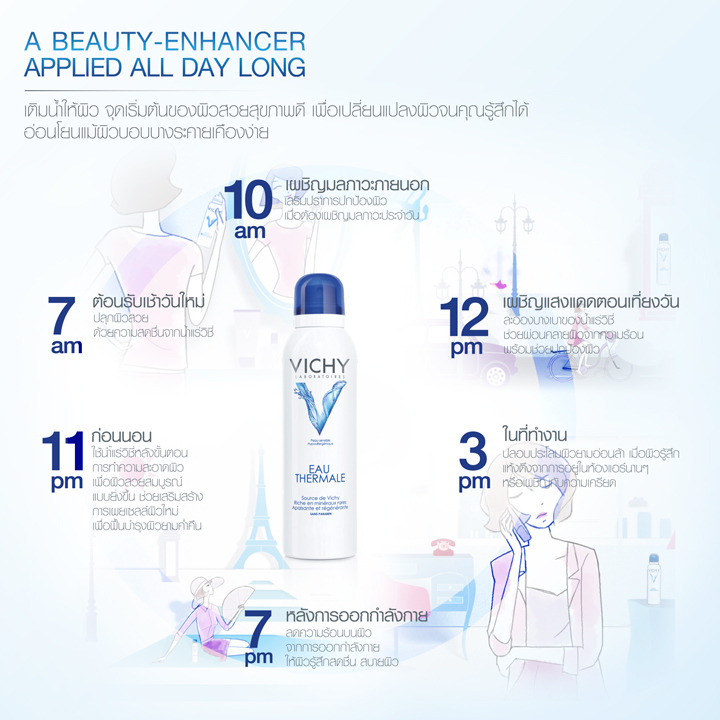 A BEAUTY-ENHANCER
APPLIED ALL DAY LONG
เติมน้ำให้ผิว จุดเริ่มต้นของผิวสวยสุขภาพดี เพื่อเปลี่ยนแปลงผิวจนคุณรู้สึกได้
อ่อนโยนแม้ผิวบอบบางระคายเคืองง่าย
10
am
เผชิญมลภาวะภายนอก
เสริมปราการปกป้องผิว
เมื่อต้องเผชิญมลภาวะประจำวัน
7
am
ต้อนรับเช้าวันใหม่
ปลุกผิวสวย
ด้วยความสดชื่นจากน้ำแร่วิชี่
12
pm
เผชิญแสงแดดตอนเที่ยงวัน
ละอองบางเบาของน้ำแร่วิชี่
ช่วยผ่อนคลายผิวจากความร้อน
พร้อมช่วยปกป้องผิว
11
pm
ก่อนนอน
ใช้น้ำแร่วิชี่หลังขั้นตอน
การทำความสะอาดผิว
เพื่อผิวสวยสมบูรณ์
แบบยิ่งขึ้น ช่วยเสริมสร้าง
การเผยเซลล์ผิวใหม่
เพื่อฟื้นบำรุงผิวยามค่ำคืน
3
pm
ในที่ทำงาน
ปลอบประโลมผิวยามอ่อนล้า เมื่อผิวรู้สึก
แห้งตึงจากการอยู่ในห้องแอร์นานๆ
หรือเผชิญกับความเครียด
7
pm
หลังการออกกำลังกาย
ลดความร้อนบนผิว
จากการออกกำลังกาย
ให้ผิวรู้สึกสดชื่น สบายผิว
VICHY
LABORATOIRES
Peau sensible
Hypoallergénique
EAU
THERMALE
Source de Vichy
Riche en minéraux rares
Apaisante et régénérante
SANS PARABEN